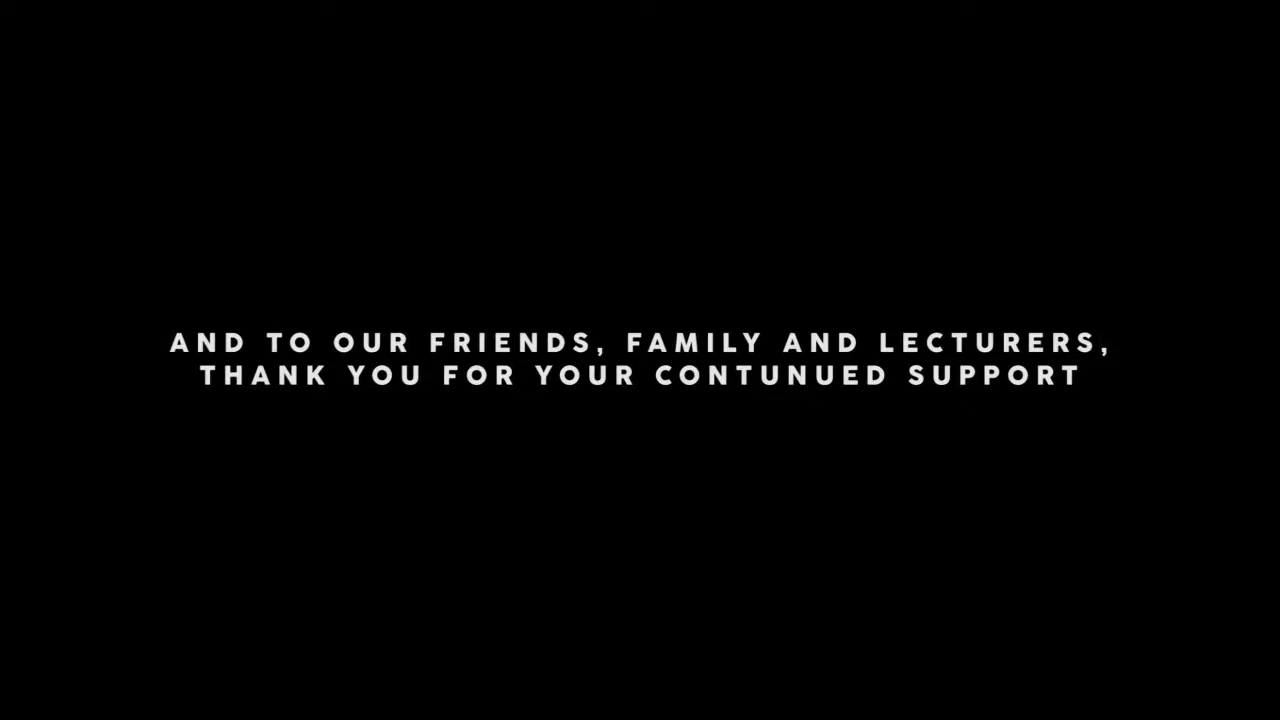 AND TO OUR FRIENDS, FAMILY AND LECTURERS,
THANK YOU FOR YOUR CONTUNUED SUPPORT